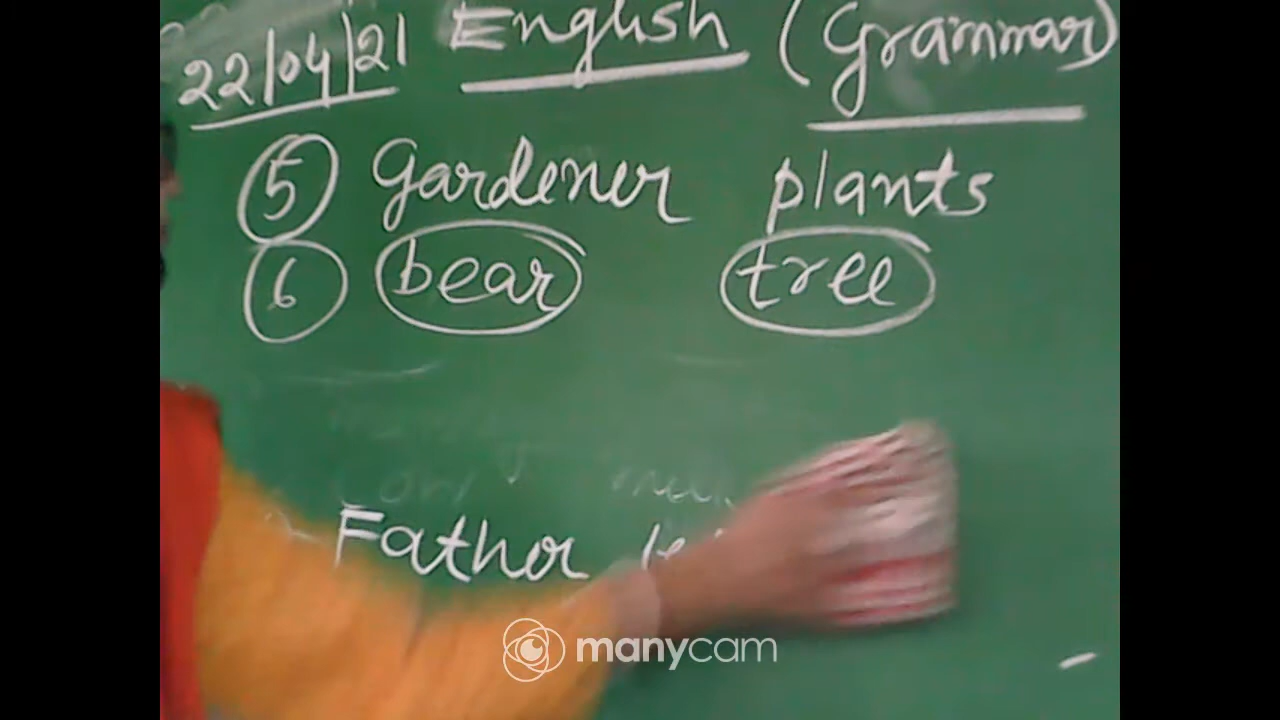 22/04/21 English (Grammar)
5 Gardener plants
6 bear tree
Father
manycam